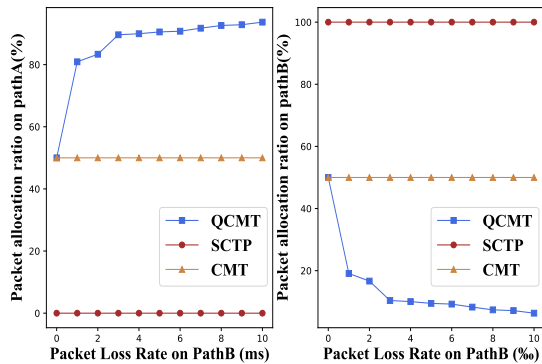 Packet allocation ratio on pathA(%)
80
60
40
20
0
QCMT
SCTP
CMT
0 2 4 6 8 10
Packet Loss Rate on PathB (ms)
Packet allocation ratio on pathB(%)
100
80
60
40
20
QCMT
SCTP
CMT
0 2 4 6 8 10
Packet Loss Rate on PathB (‰)